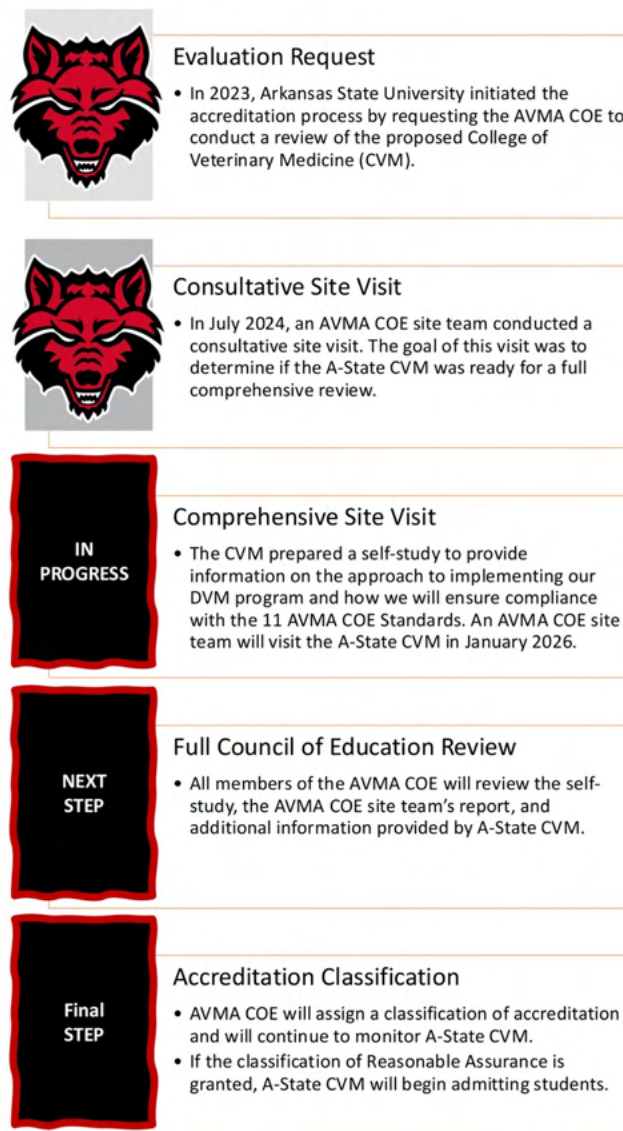 Evaluation Request
• In 2023, Arkansas State University initiated the
accreditation process by requesting the AVMA COE to
conduct a review of the proposed College of
Veterinary Medicine (CVM).
Consultative Site Visit
• In July 2024, an AVMA COE site team conducted a
consultative site visit. The goal of this visit was to
determine if the A-State CVM was ready for a full
comprehensive review.
IN
PROGRESS
Comprehensive Site Visit
• The CVM prepared a self-study to provide
information on the approach to implementing our
DVM program and how we will ensure compliance
with the 11 AVMA COE Standards. An AVMA COE site
team will visit the A-State CVM in January 2026.
NEXT
STEP
Full Council of Education Review
• All members of the AVMA COE will review the self-
study, the AVMA COE site team's report, and
additional information provided by A-State CVM.
Final
STEP
Accreditation Classification
• AVMA COE will assign a classification of accreditation
and will continue to monitor A-State CVM.
• If the classification of Reasonable Assurance is
granted, A-State CVM will begin admitting students.